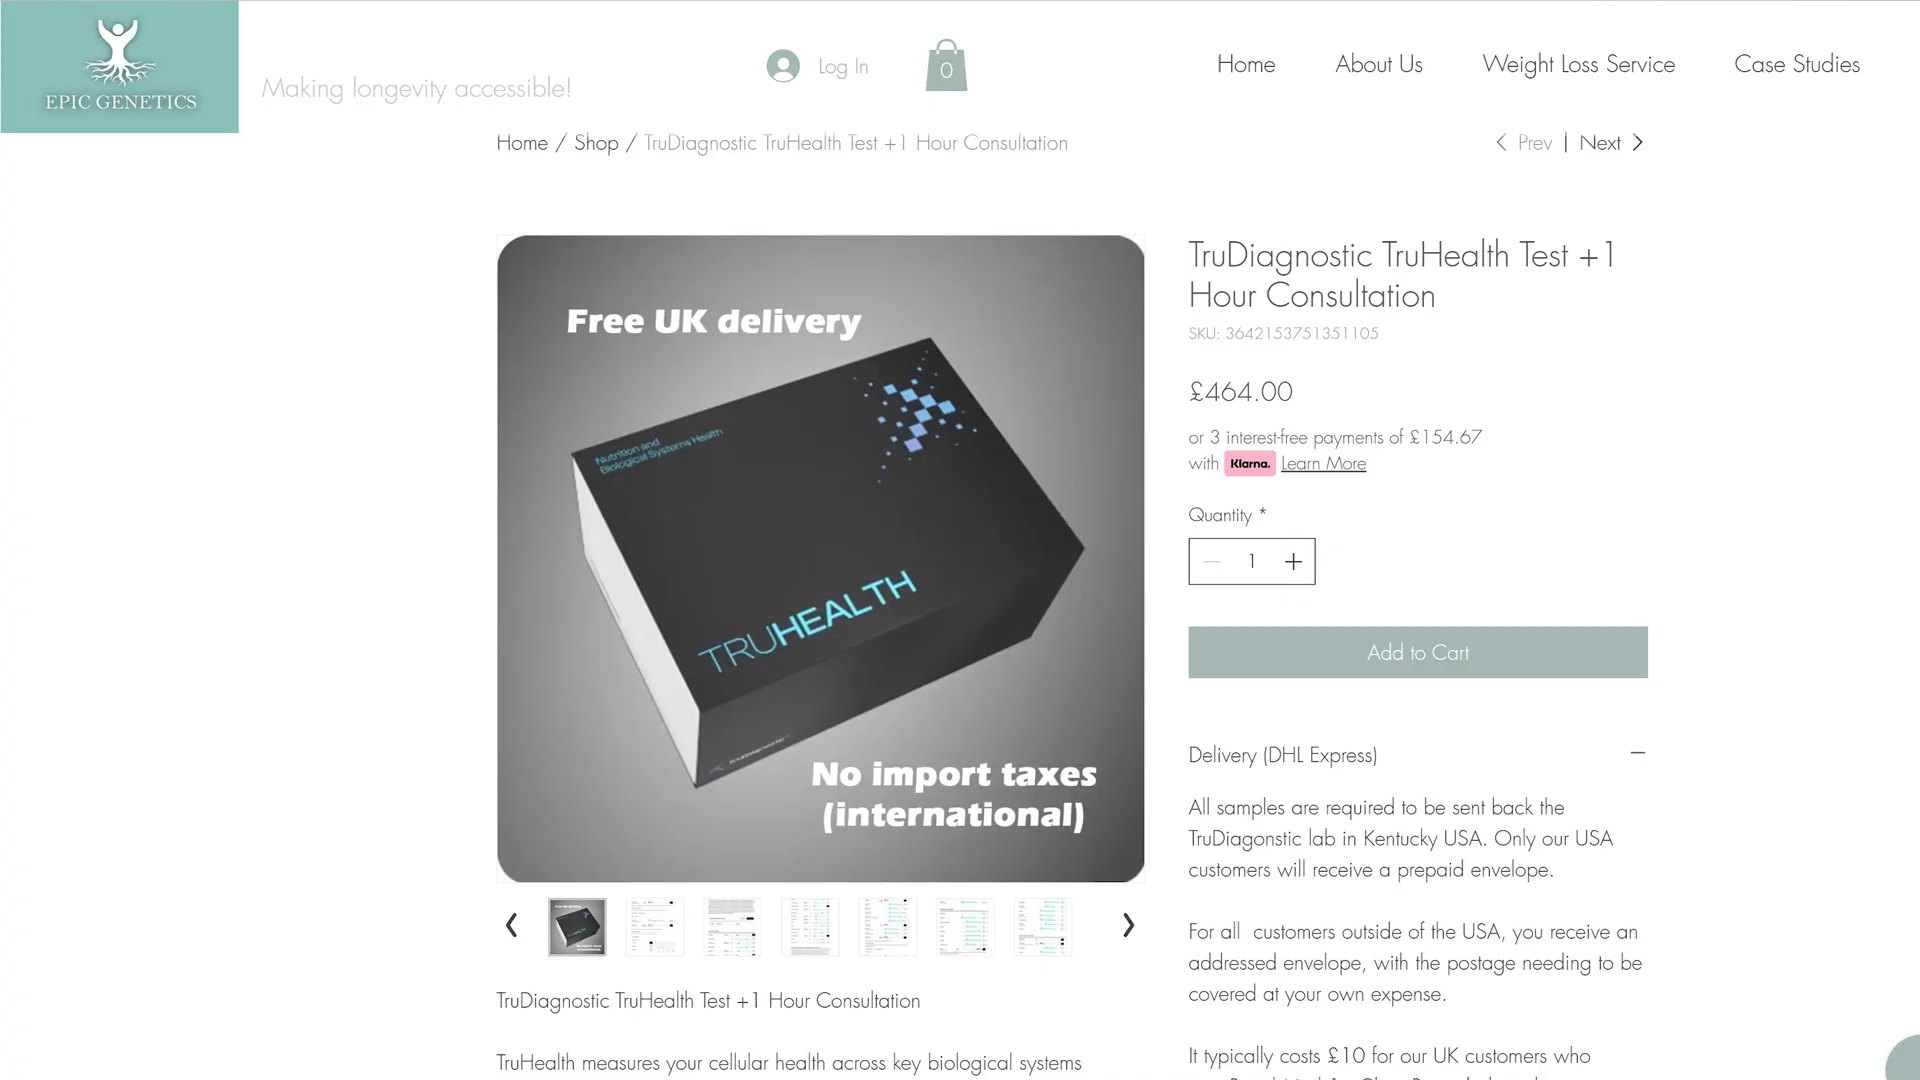 EPIC GENETICS
Making longevity accessible!
Log In
0
Home
About Us
Weight Loss Service
Case Studies
Home / Shop / TruDiagnostic TruHealth Test +1 Hour Consultation
Prev | Next
Free UK delivery
Nutrition and
Biological Systems Health
TRUHEALTH
No import taxes
(international)
TruDiagnostic TruHealth Test +1
Hour Consultation
SKU: 3642153751351105
£464.00
or 3 interest-free payments of £154.67
with Klarna. Learn More
Quantity *
1
Add to Cart
Delivery (DHL Express)
All samples are required to be sent back the
TruDiagonstic lab in Kentucky USA. Only our USA
customers will receive a prepaid envelope.
For all customers outside of the USA, you receive an
addressed envelope, with the postage needing to be
covered at your own expense.
It typically costs £10 for our UK customers who
TruDiagnostic TruHealth Test +1 Hour Consultation
TruHealth measures your cellular health across key biological systems